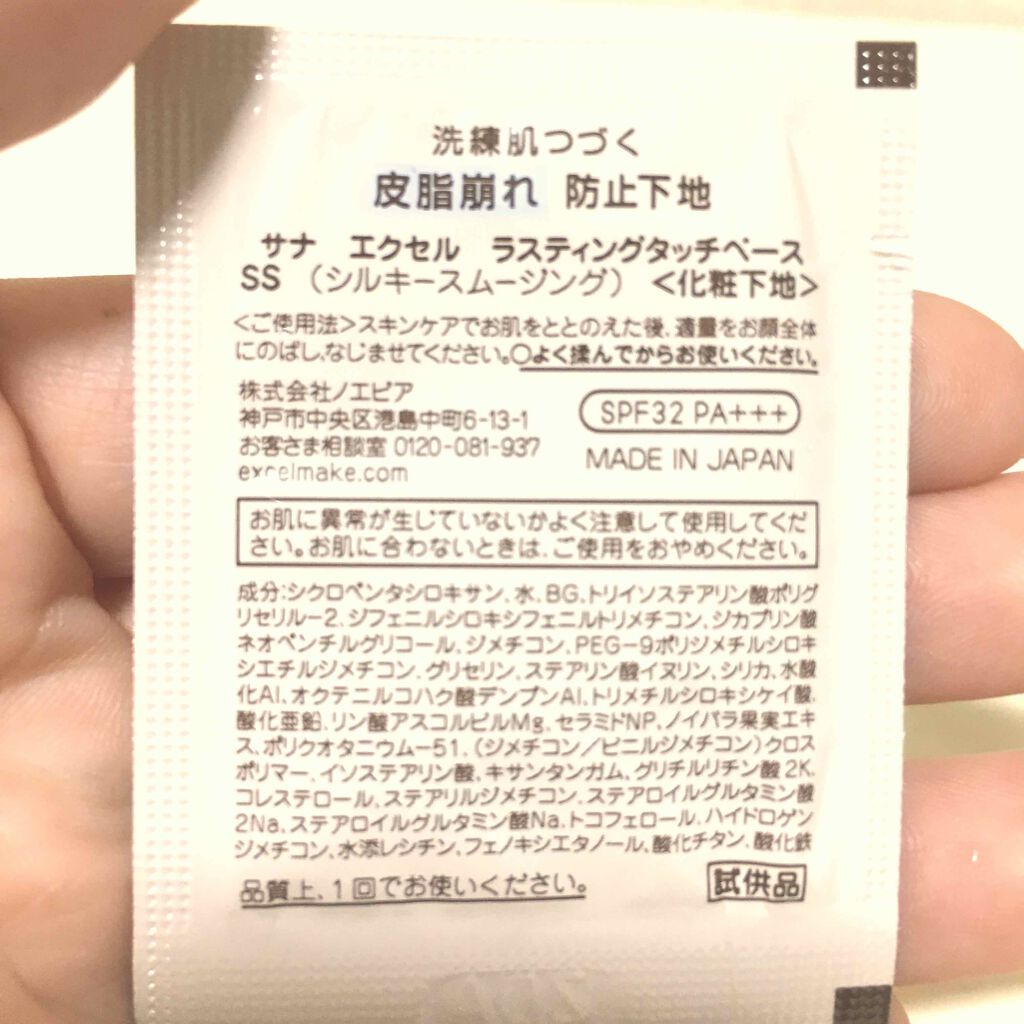 洗練肌つづく
皮脂崩れ 防止下地
サナ エクセル ラスティングタッチベース
SS （シルキースムージング） <化粧下地>
<ご使用法>スキンケアでお肌をととのえた後、適量をお顔全体
にのばし、なじませてください。○よく揉んでからお使いください。
株式会社ノエビア
神戸市中央区港島中町6-13-1
お客さま相談室 0120-081-937
excelmake.com
SPF32 PA+++
MADE IN JAPAN
お肌に異常が生じていないかよく注意して使用してくだ
さい。お肌に合わないときは、ご使用をおやめください。
成分:シクロペンタシロキサン、水、BG、トリイソステアリン酸ポリグ
リセリル-2、ジフェニルシロキシフェニルトリメチコン、ジカプリン酸
ネオペンチルグリコール、ジメチコン、PEG-9ポリジメチルシロキ
シエチルジメチコン、グリセリン、ステアリン酸イヌリン、シリカ、水酸
化Al、オクテニルコハク酸デンプンAl、トリメチルシロキシケイ酸、
酸化亜鉛、リン酸アスコルビルMg、セラミドNP、ノイバラ果実エキ
ス、ポリクオタニウム-51、(ジメチコン/ビニルジメチコン)クロス
ポリマー、イソステアリン酸、キサンタンガム、グリチルリチン酸2K、
コレステロール、ステアリルジメチコン、ステアロイルグルタミン酸
2Na、ステアロイルグルタミン酸Na、トコフェロール、ハイドロゲン
ジメチコン、水添レシチン、フェノキシエタノール、酸化チタン、酸化鉄
品質上、1回でお使いください。
試供品